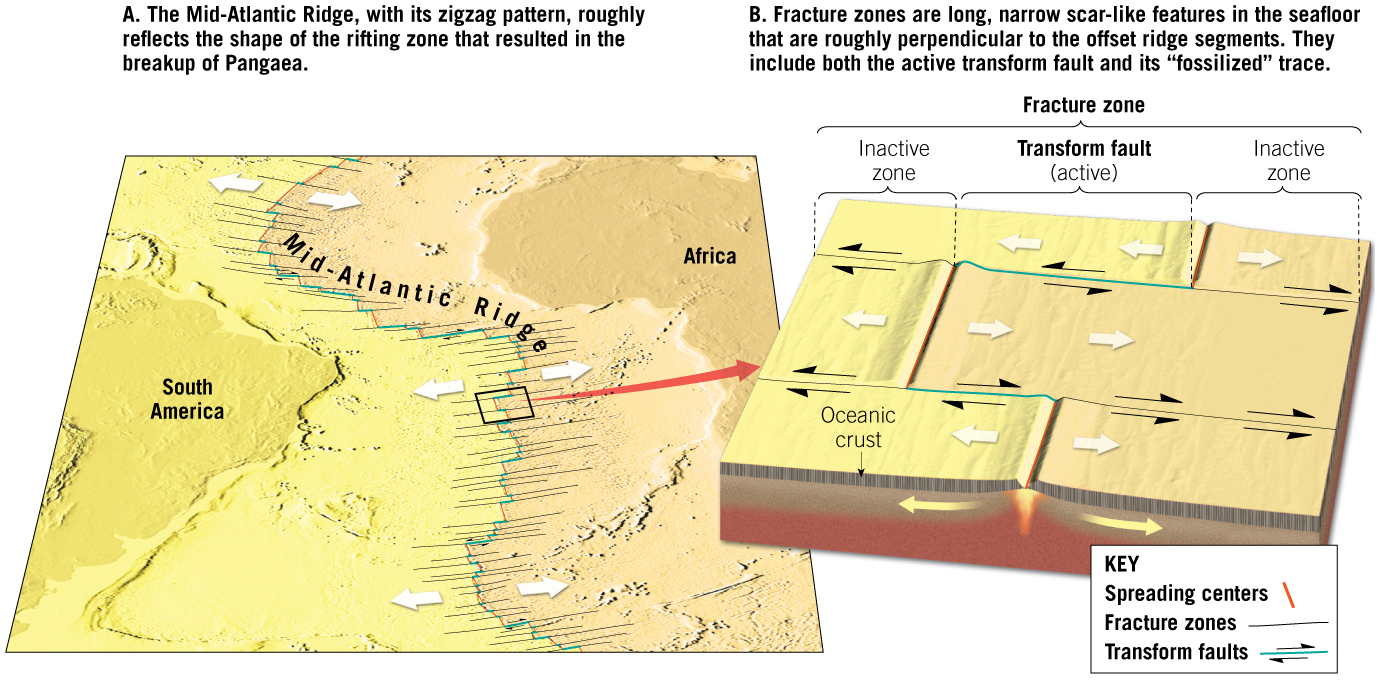 A. The Mid-Atlantic Ridge, with its zigzag pattern, roughly
reflects the shape of the rifting zone that resulted in the
breakup of Pangaea.
B. Fracture zones are long, narrow scar-like features in the seafloor
that are roughly perpendicular to the offset ridge segments. They
include both the active transform fault and its “fossilized” trace.
Fracture zone
Inactive
zone
Transform fault
(active)
Inactive
zone
Mid-Atlantic Ridge
Africa
South
America
Oceanic
crust
KEY
Spreading centers
Fracture zones
Transform faults